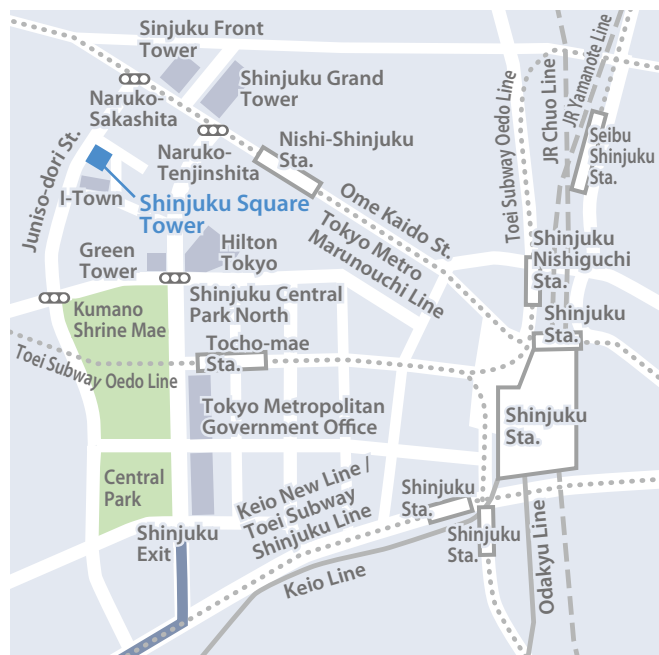 Sinjuku Front
Tower
Shinjuku Grand
Tower
Naruko-
Sakashita
Naruko-
Tenjinshita
Nishi-Shinjuku
Sta.
Toei Subway Oedo Line
JR Chuo Line
JR Yamanote Line
Seibu
Shinjuku
Sta.
Juniso-dori St.
I-Town
Shinjuku Square
Tower
Ome Kaido St.
Tokyo Metro
Marunouchi Line
Green
Tower
Hilton
Tokyo
Shinjuku
Nishiguchi
Sta.
Kumano
Shrine Mae
Shinjuku Central
Park North
Shinjuku
Sta.
Tocho-mae
Sta.
Toei Subway Oedo Line
Tokyo Metropolitan
Government Office
Shinjuku
Sta.
Central
Park
Keio New Line /
Toei Subway
Shinjuku Line
Shinjuku
Sta.
Shinjuku
Exit
Shinjuku
Sta.
Keio Line
Odakyu Line